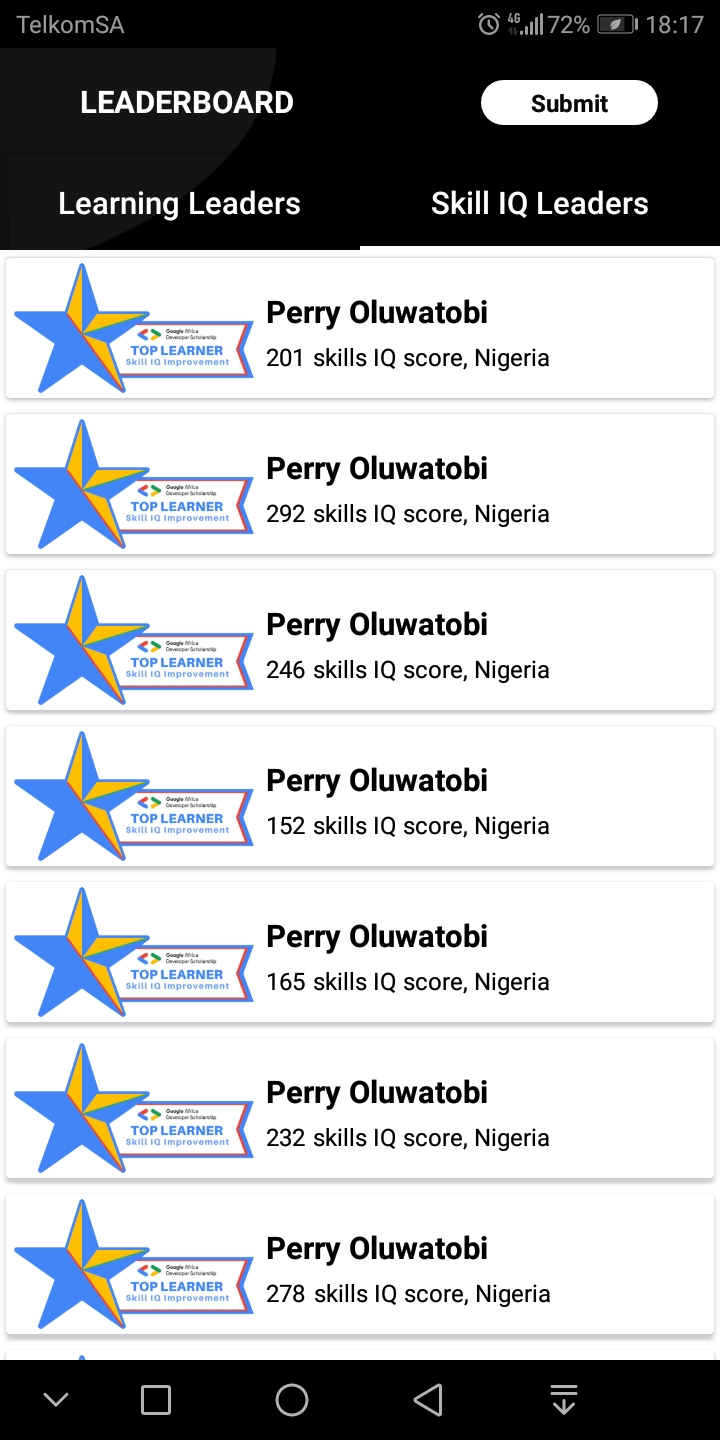 TelkomSA 4G 72% 18:17
LEADERBOARD Submit
Learning Leaders Skill IQ Leaders
Perry Oluwatobi
201 skills IQ score, Nigeria
Google Africa
Developer Scholarship
TOP LEARNER
Skill IQ Improvement
Perry Oluwatobi
292 skills IQ score, Nigeria
Google Africa
Developer Scholarship
TOP LEARNER
Skill IQ Improvement
Perry Oluwatobi
246 skills IQ score, Nigeria
Google Africa
Developer Scholarship
TOP LEARNER
Skill IQ Improvement
Perry Oluwatobi
152 skills IQ score, Nigeria
Google Africa
Developer Scholarship
TOP LEARNER
Skill IQ Improvement
Perry Oluwatobi
165 skills IQ score, Nigeria
Google Africa
Developer Scholarship
TOP LEARNER
Skill IQ Improvement
Perry Oluwatobi
232 skills IQ score, Nigeria
Google Africa
Developer Scholarship
TOP LEARNER
Skill IQ Improvement
Perry Oluwatobi
278 skills IQ score, Nigeria
Google Africa
Developer Scholarship
TOP LEARNER
Skill IQ Improvement